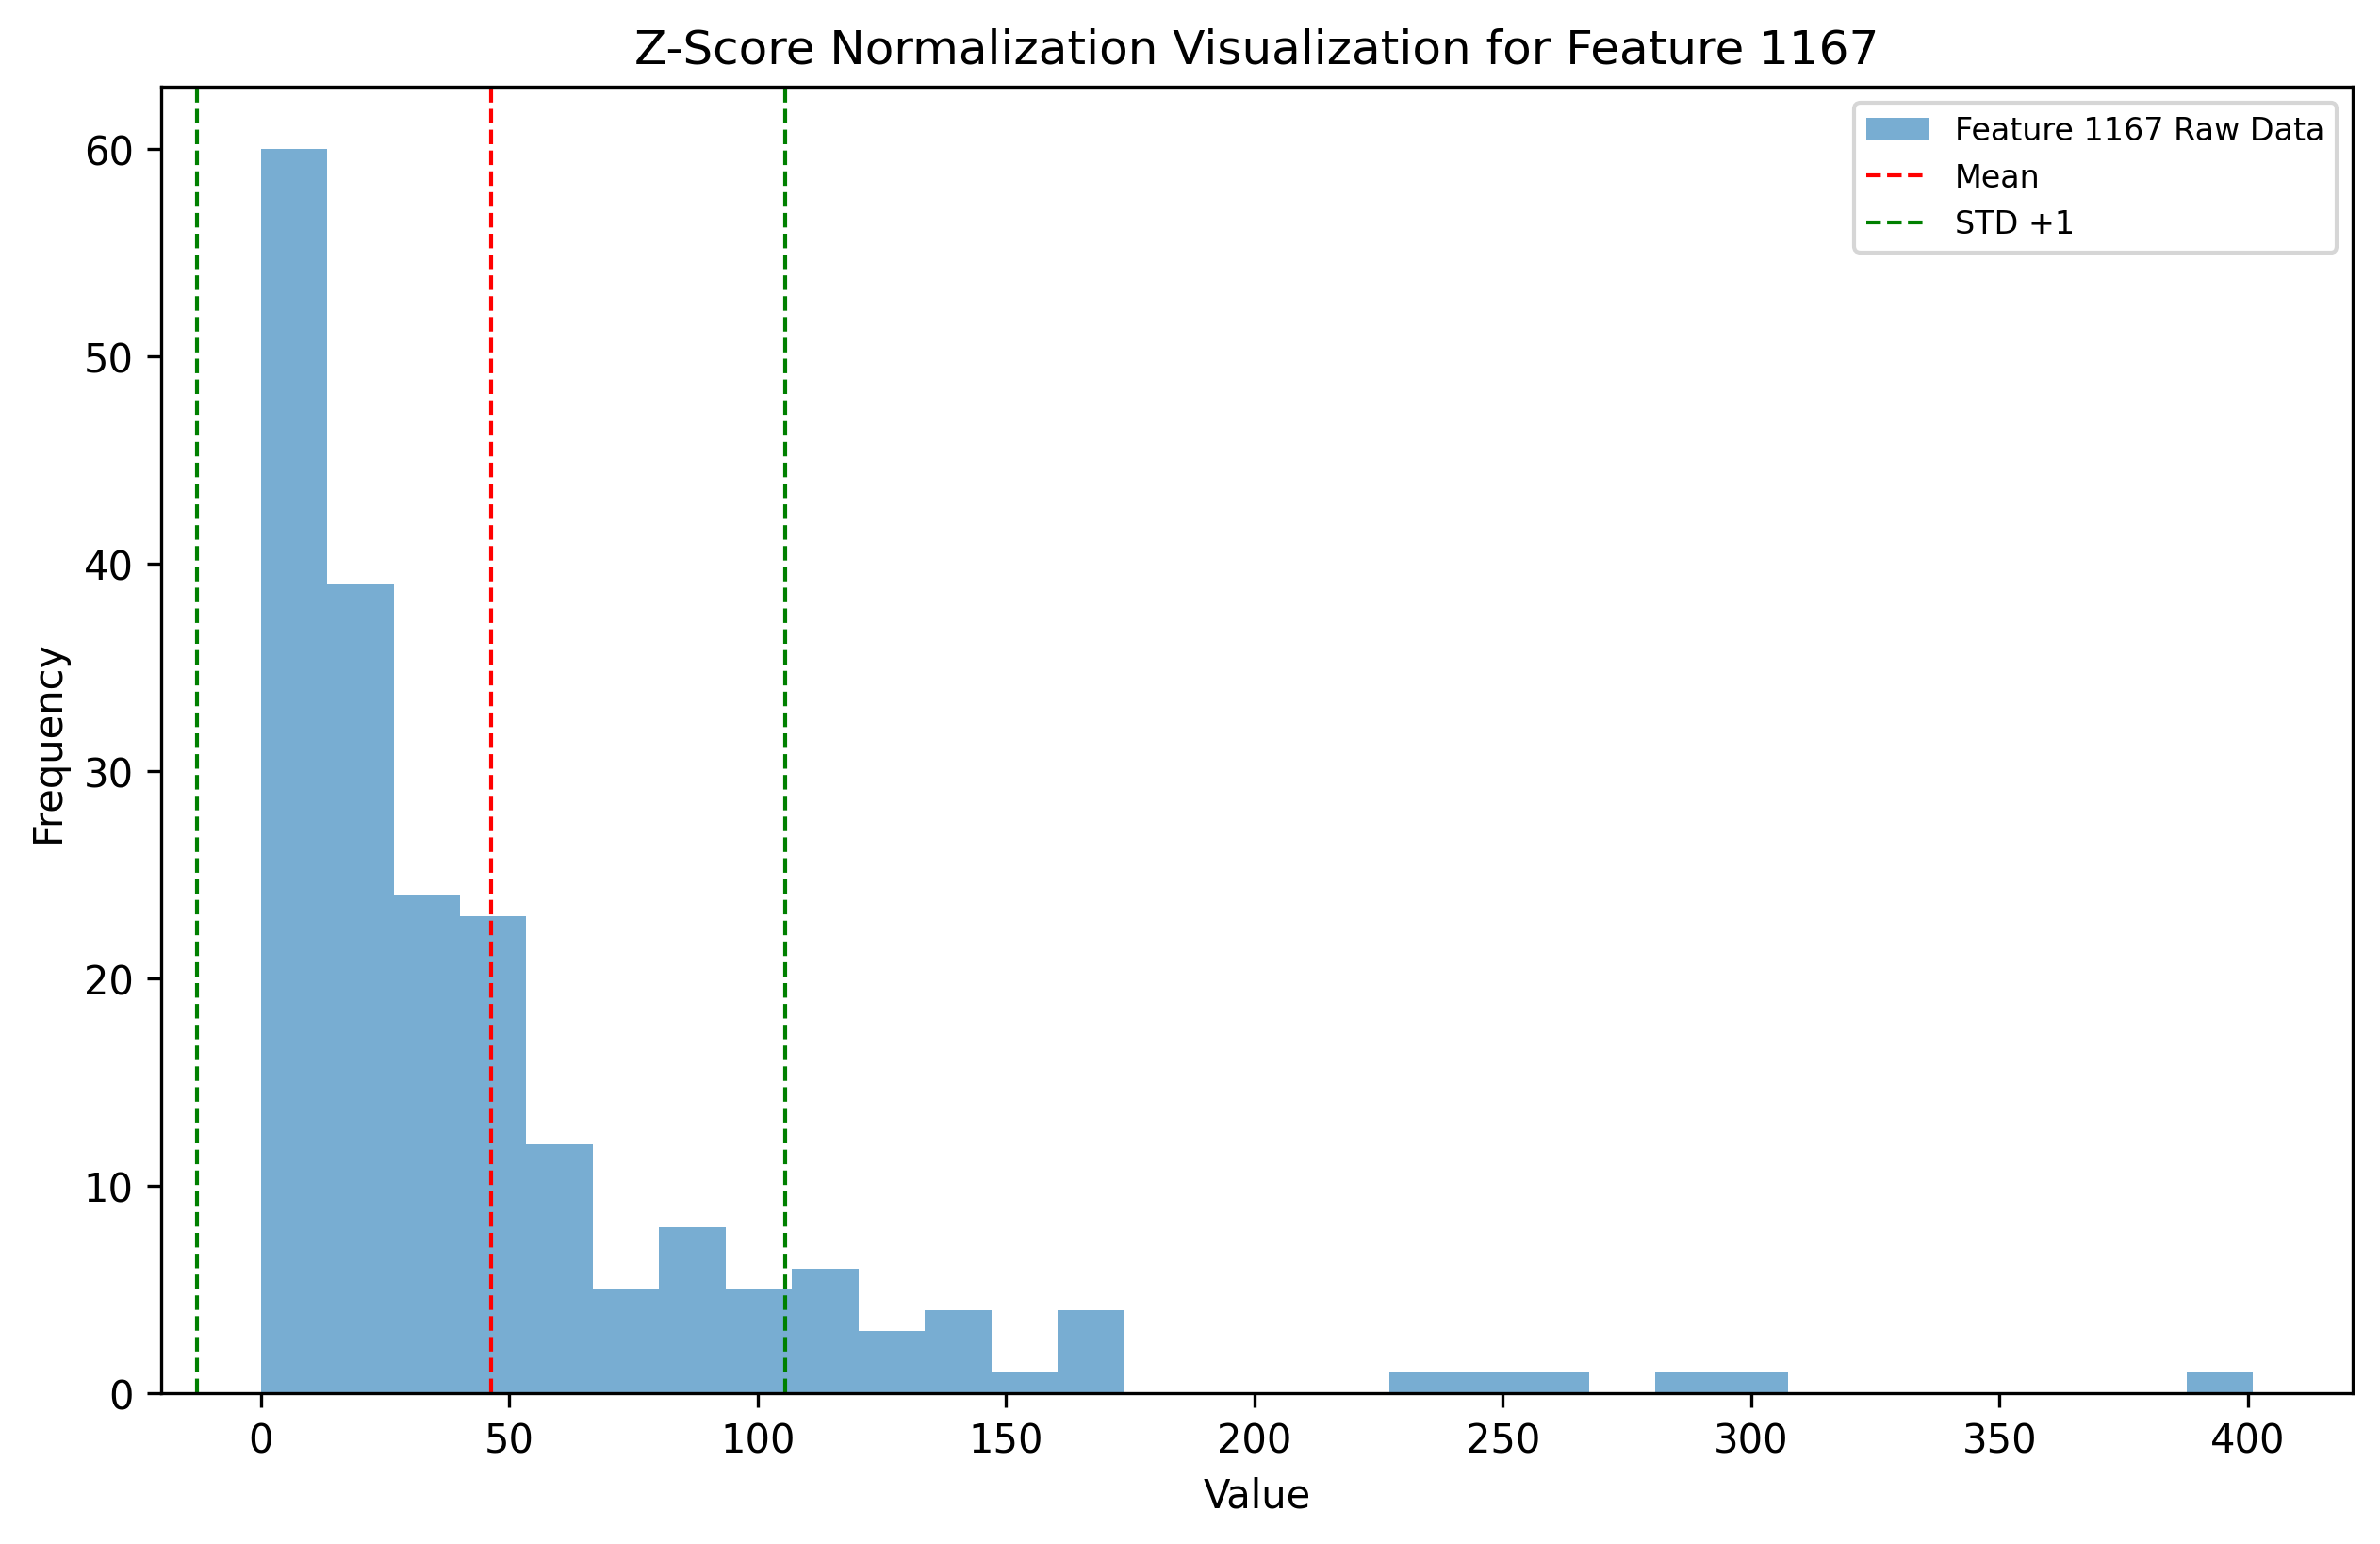 Z-Score Normalization Visualization for Feature 1167
Feature 1167 Raw Data
Mean
STD +1
60
50
40
30
20
10
0
Frequency
0 50 100 150 200 250 300 350 400
Value